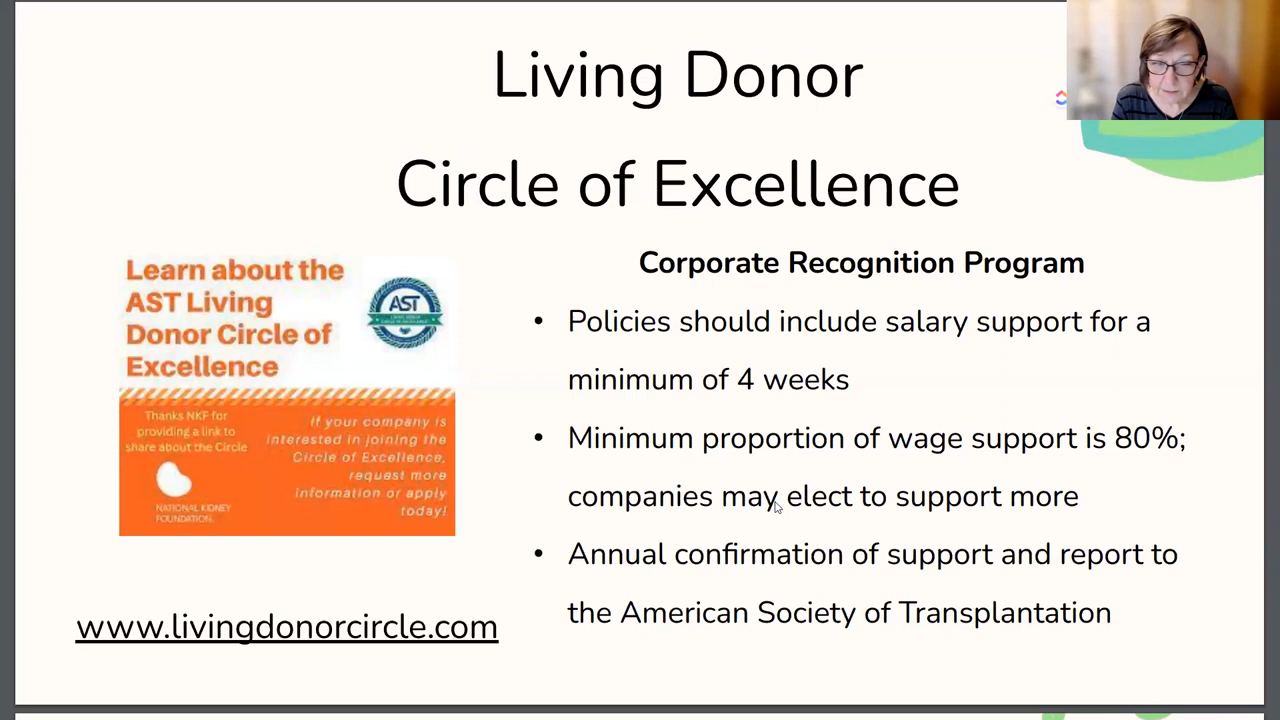 Living Donor
Circle of Excellence
Learn about the
AST Living
Donor Circle of
Excellence
AST
Thanks NKF for
providing a link to
share about the Circle
NATIONAL KIDNEY
FOUNDATION.
If your company is
interested in joining the
Circle of Excellence,
request more
information or apply
today!
www.livingdonorcircle.com
Corporate Recognition Program
• Policies should include salary support for a
minimum of 4 weeks
• Minimum proportion of wage support is 80%;
companies may elect to support more
• Annual confirmation of support and report to
the American Society of Transplantation